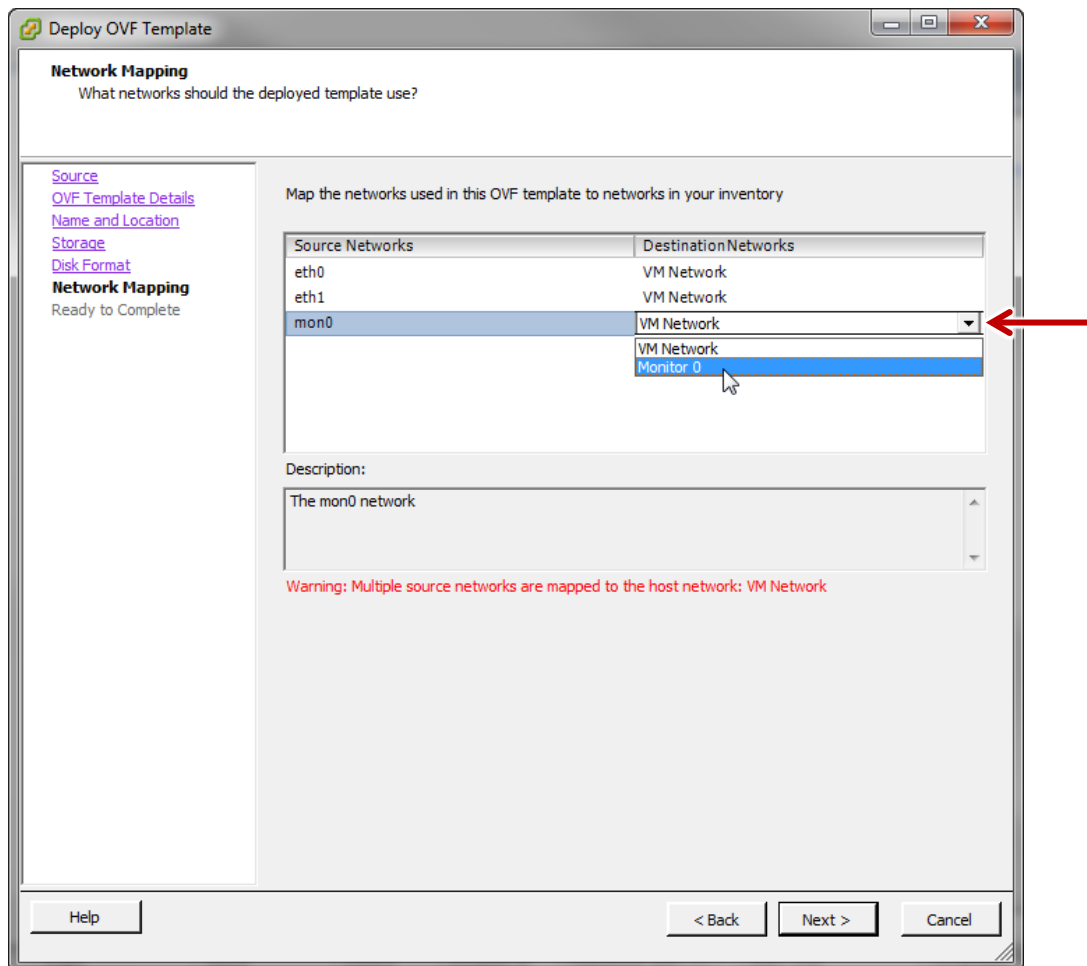 Deploy OVF Template
Network Mapping
What networks should the deployed template use?
Source
OVF Template Details
Name and Location
Storage
Disk Format
Network Mapping
Ready to Complete
Map the networks used in this OVF template to networks in your inventory
Source Networks DestinationNetworks
eth0 VM Network
eth1 VM Network
mon0 VM Network
VM Network
Monitor 0
Description:
The mon0 network
Warning: Multiple source networks are mapped to the host network: VM Network
Help < Back Next > Cancel